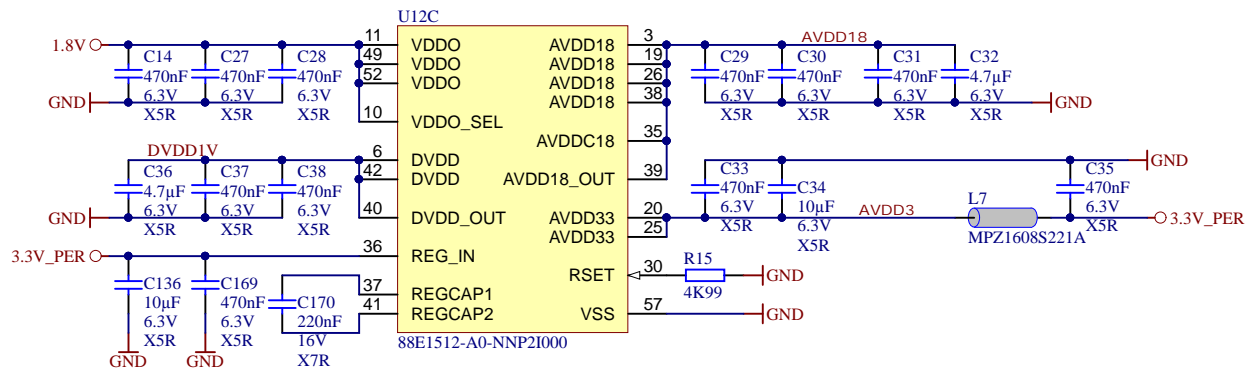 U12C
1.8V
C14
470nF
6.3V
X5R
C27
470nF
6.3V
X5R
C28
470nF
6.3V
X5R
GND
11
49
52
10
VDDO
VDDO
VDDO
VDDO_SEL
DVDD1V
C36
4.7µF
6.3V
X5R
C37
470nF
6.3V
X5R
C38
470nF
6.3V
X5R
GND
6
42
40
DVDD
DVDD
DVDD_OUT
3.3V_PER
36
REG_IN
C136
10µF
6.3V
X5R
GND
C169
470nF
6.3V
X5R
GND
C170
220nF
16V
X7R
37
41
REGCAP1
REGCAP2
AVDD18
AVDD18
AVDD18
AVDD18
AVDDC18
AVDD18_OUT
AVDD33
AVDD33
RSET
VSS
3
19
26
38
35
39
20
25
30
57
AVDD18
C29
470nF
6.3V
X5R
C30
470nF
6.3V
X5R
C31
470nF
6.3V
X5R
C32
4.7µF
6.3V
X5R
GND
C33
470nF
6.3V
X5R
C34
10µF
6.3V
X5R
AVDD3
L7
MPZ1608S221A
C35
470nF
6.3V
X5R
GND
3.3V_PER
R15
4K99
GND
GND
88E1512-A0-NNP2I000